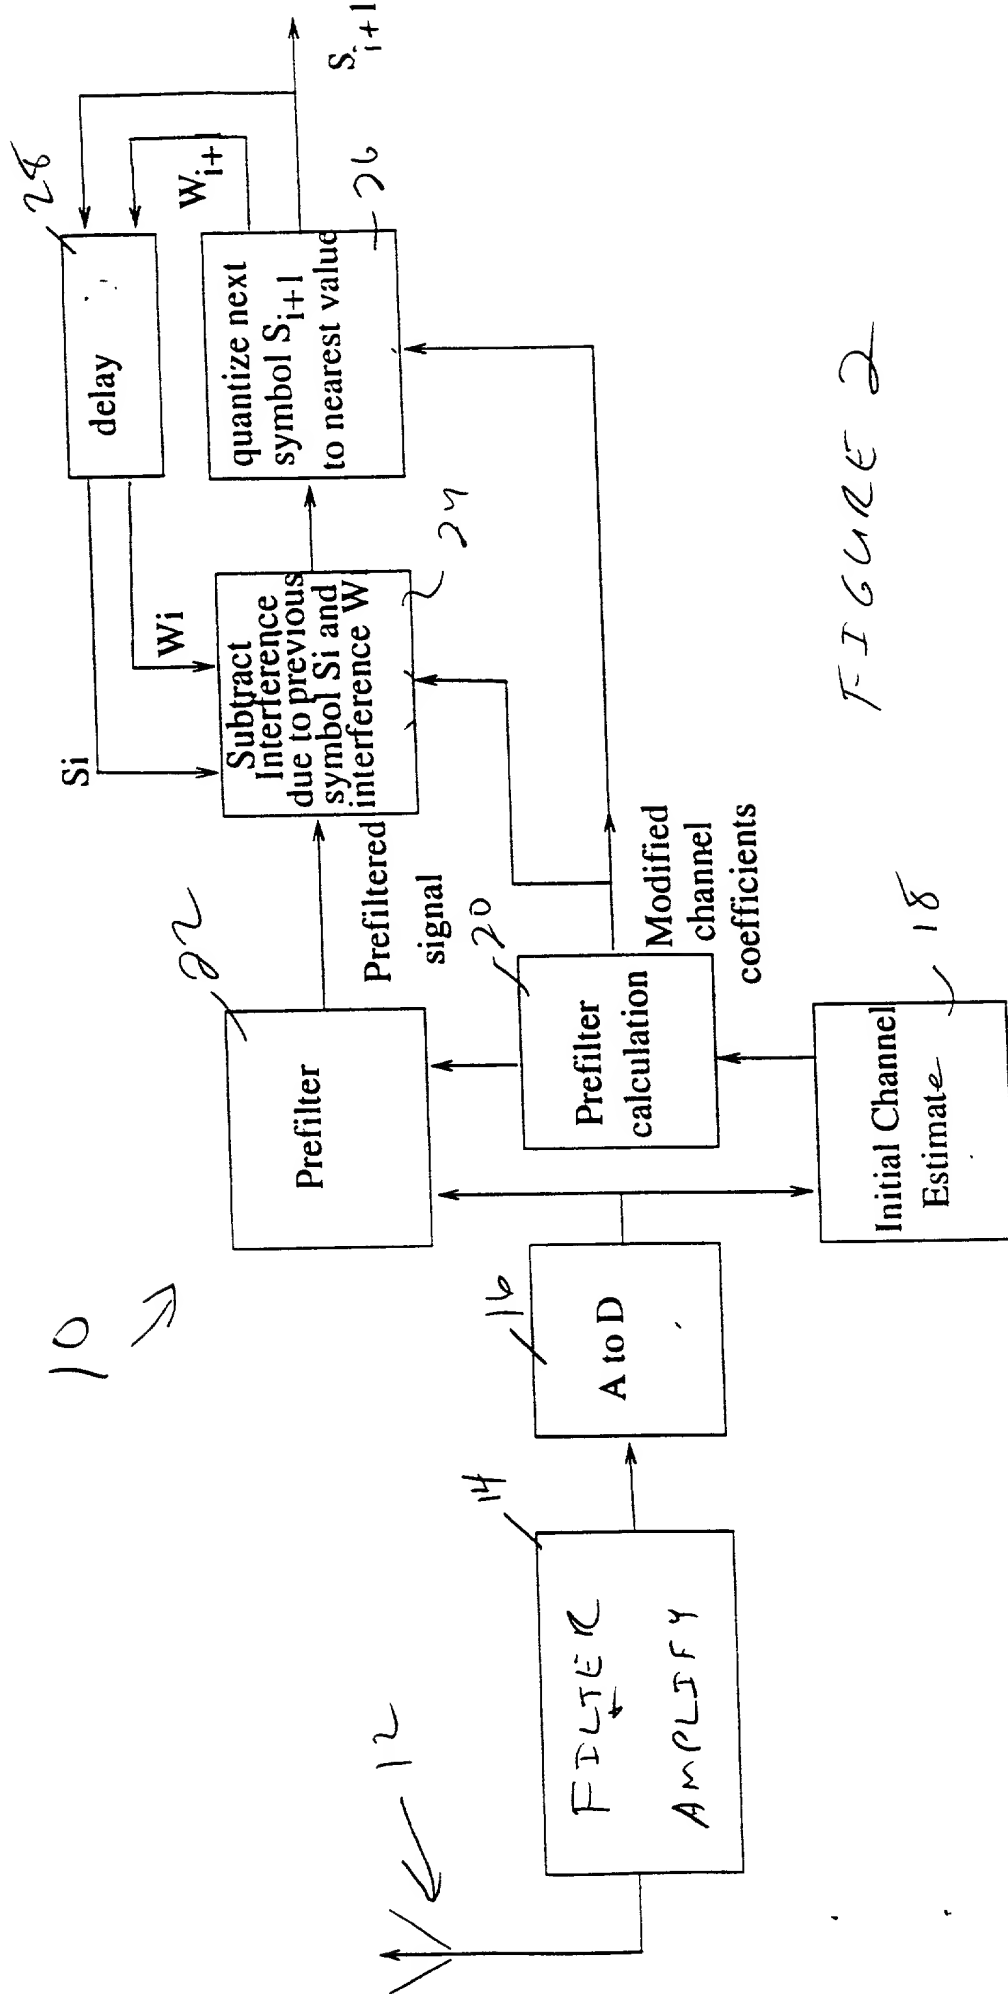 10
12
14
FILTER
AMPLIFY
16
A to D
22
Prefilter
20
Prefilter
calculation
18
Initial Channel
Estimate
Prefiltered
signal
Modified
channel
coefficients
Si
Wi
24
Subtract
Interference
due to previous
symbol Si and
interference W
28
delay
26
quantize next
symbol Si+1
to nearest value
Wi+
Si+1
FIGURE 2